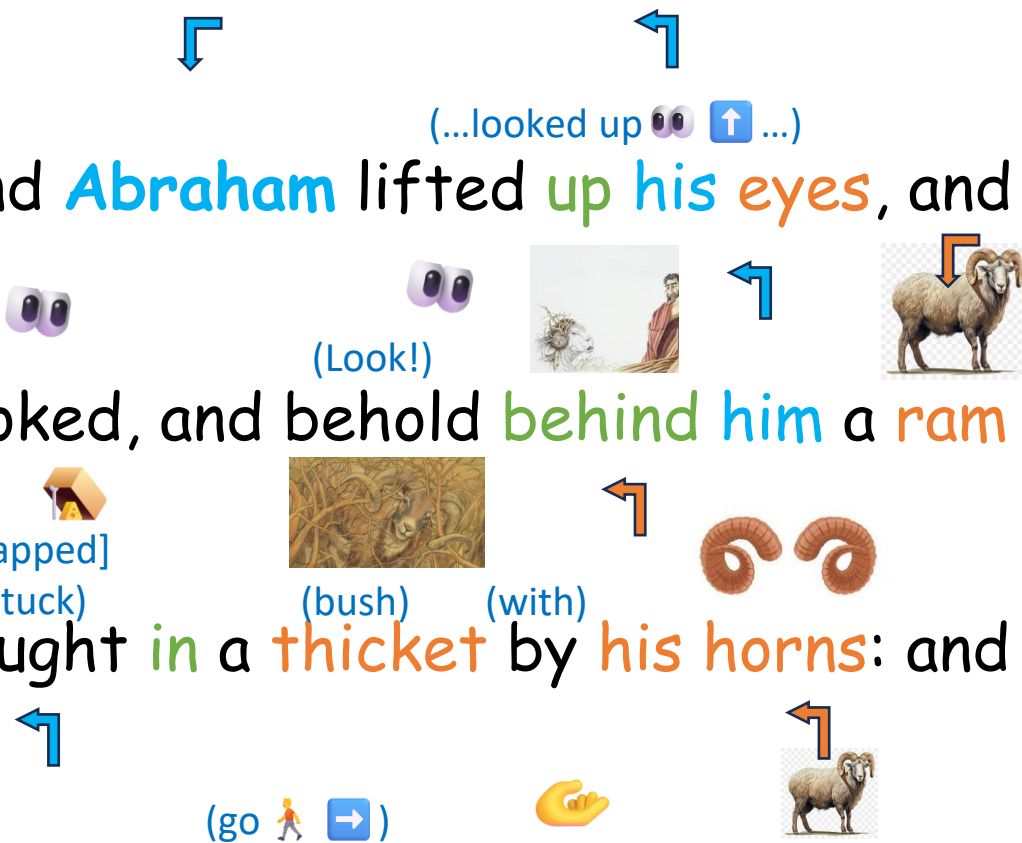 (...looked up ...)
nd Abraham lifted up his eyes, and
(Look!)
oked, and behold behind him a ram
apped]
tuck) (bush) (with)
ught in a thicket by his horns: and
(go )